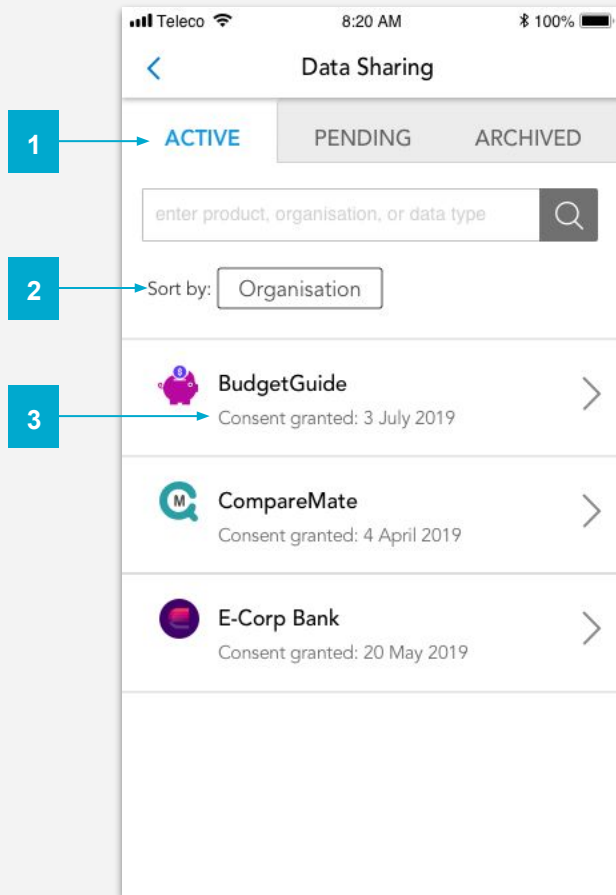 Teleco 8:20 AM 100%
Data Sharing
1
ACTIVE PENDING ARCHIVED
enter product, organisation, or data type
2
Sort by: Organisation
$
BudgetGuide
3
Consent granted: 3 July 2019
M
CompareMate
Consent granted: 4 April 2019
E-Corp Bank
Consent granted: 20 May 2019